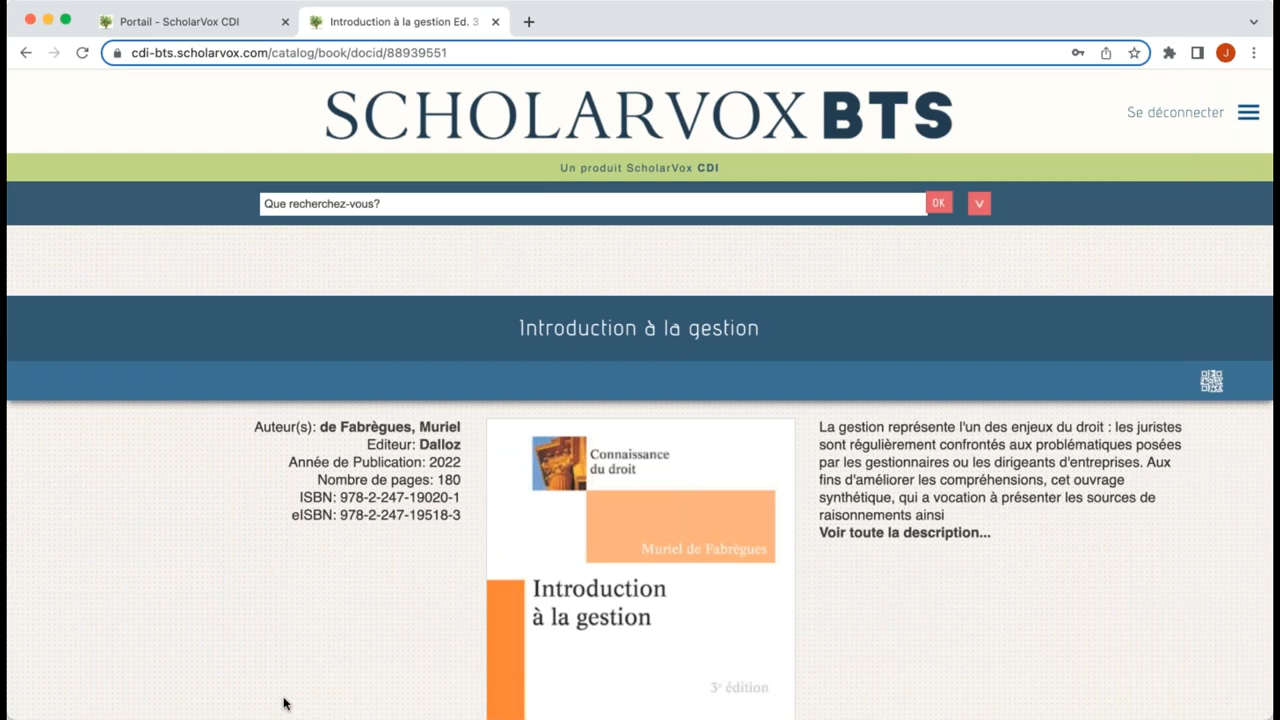 Portail - ScholarVox CDI
Introduction à la gestion Ed. 3
cdi-bts.scholarvox.com/catalog/book/docid/88939551
J
SCHOLARVOX BTS
Se déconnecter
Un produit ScholarVox CDI
Que recherchez-vous?
OK
V
Introduction à la gestion
Auteur(s): de Fabrègues, Muriel
Editeur: Dalloz
Année de Publication: 2022
Nombre de pages: 180
ISBN: 978-2-247-19020-1
eISBN: 978-2-247-19518-3
Connaissance
du droit
Muriel de Fabrègues
Introduction
à la gestion
3e édition
La gestion représente l'un des enjeux du droit : les juristes
sont régulièrement confrontés aux problématiques posées
par les gestionnaires ou les dirigeants d'entreprises. Aux
fins d'améliorer les compréhensions, cet ouvrage
synthétique, qui a vocation à présenter les sources de
raisonnements ainsi
Voir toute la description...